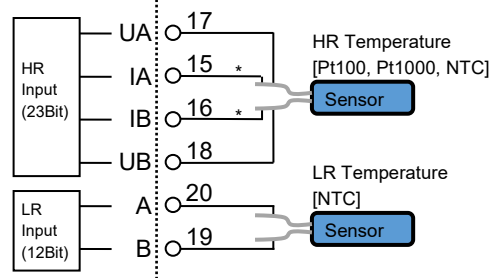 HR
Input
(23Bit)
UA 17
IA 15 *
IB 16 *
UB 18
HR Temperature
[Pt100, Pt1000, NTC]
Sensor
LR
Input
(12Bit)
A 20
B 19
LR Temperature
[NTC]
Sensor